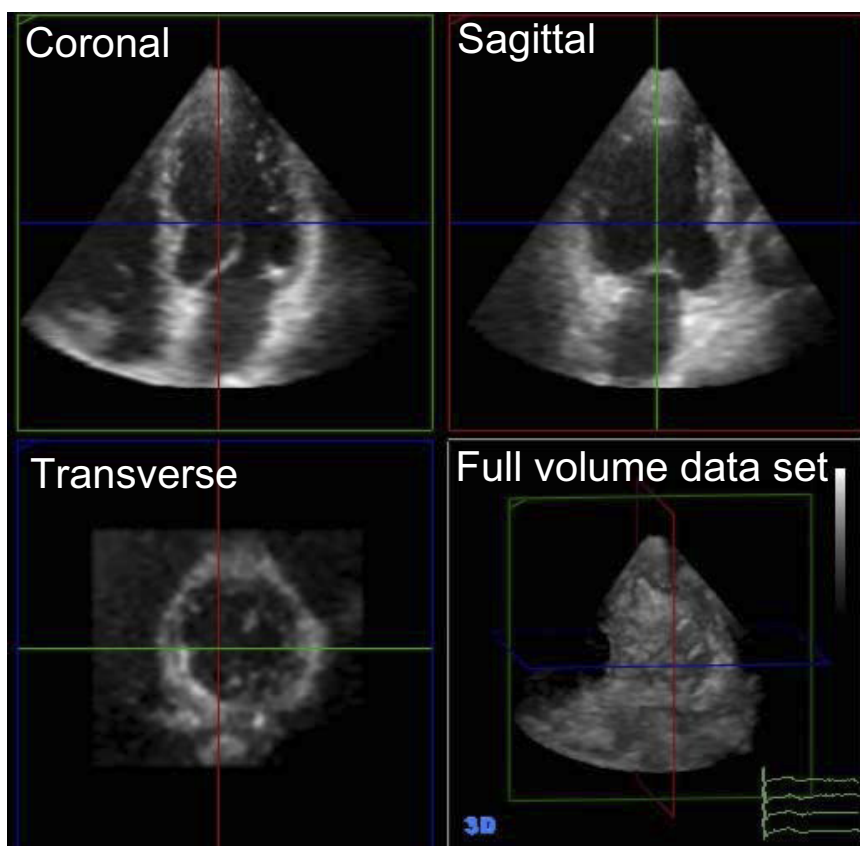 Coronal
Sagittal
Transverse
Full volume data set
3D